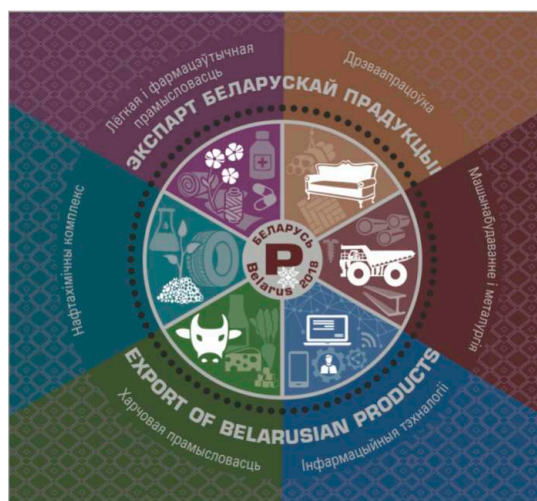 Лёгкая і фармацэўтычная
прамысловасць
Дрэваапрацоўка
ЭКСПАРТ БЕЛАРУСКАЙ ПРАДУКЦЫІ
Нафтахімічны комплекс
Машынабудаванне і металургія
БЕЛАРУСЬ
P
Belarus 2018
EXPORT OF BELARUSIAN PRODUCTS
Харчовая прамысловасць
Інфармацыйныя тэхналогіі